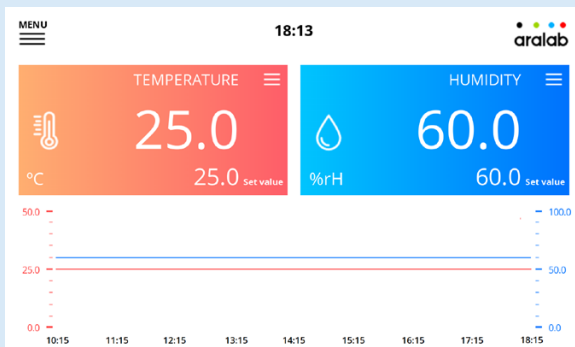 MENU
18:13
aralab
TEMPERATURE
25.0
°C
25.0 Set value
HUMIDITY
60.0
%rH
60.0 Set value
50.0
25.0
0.0
100.0
50.0
0.0
10:15 11:15 12:15 13:15 14:15 15:15 16:15 17:15 18:15